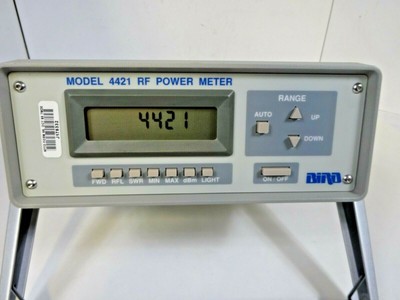 MODEL 4421 RF POWER METER
RANGE
4421
AUTO
UP
DOWN
FWD RFL SWR MIN MAX dBm LIGHT
ON/OFF
Bird